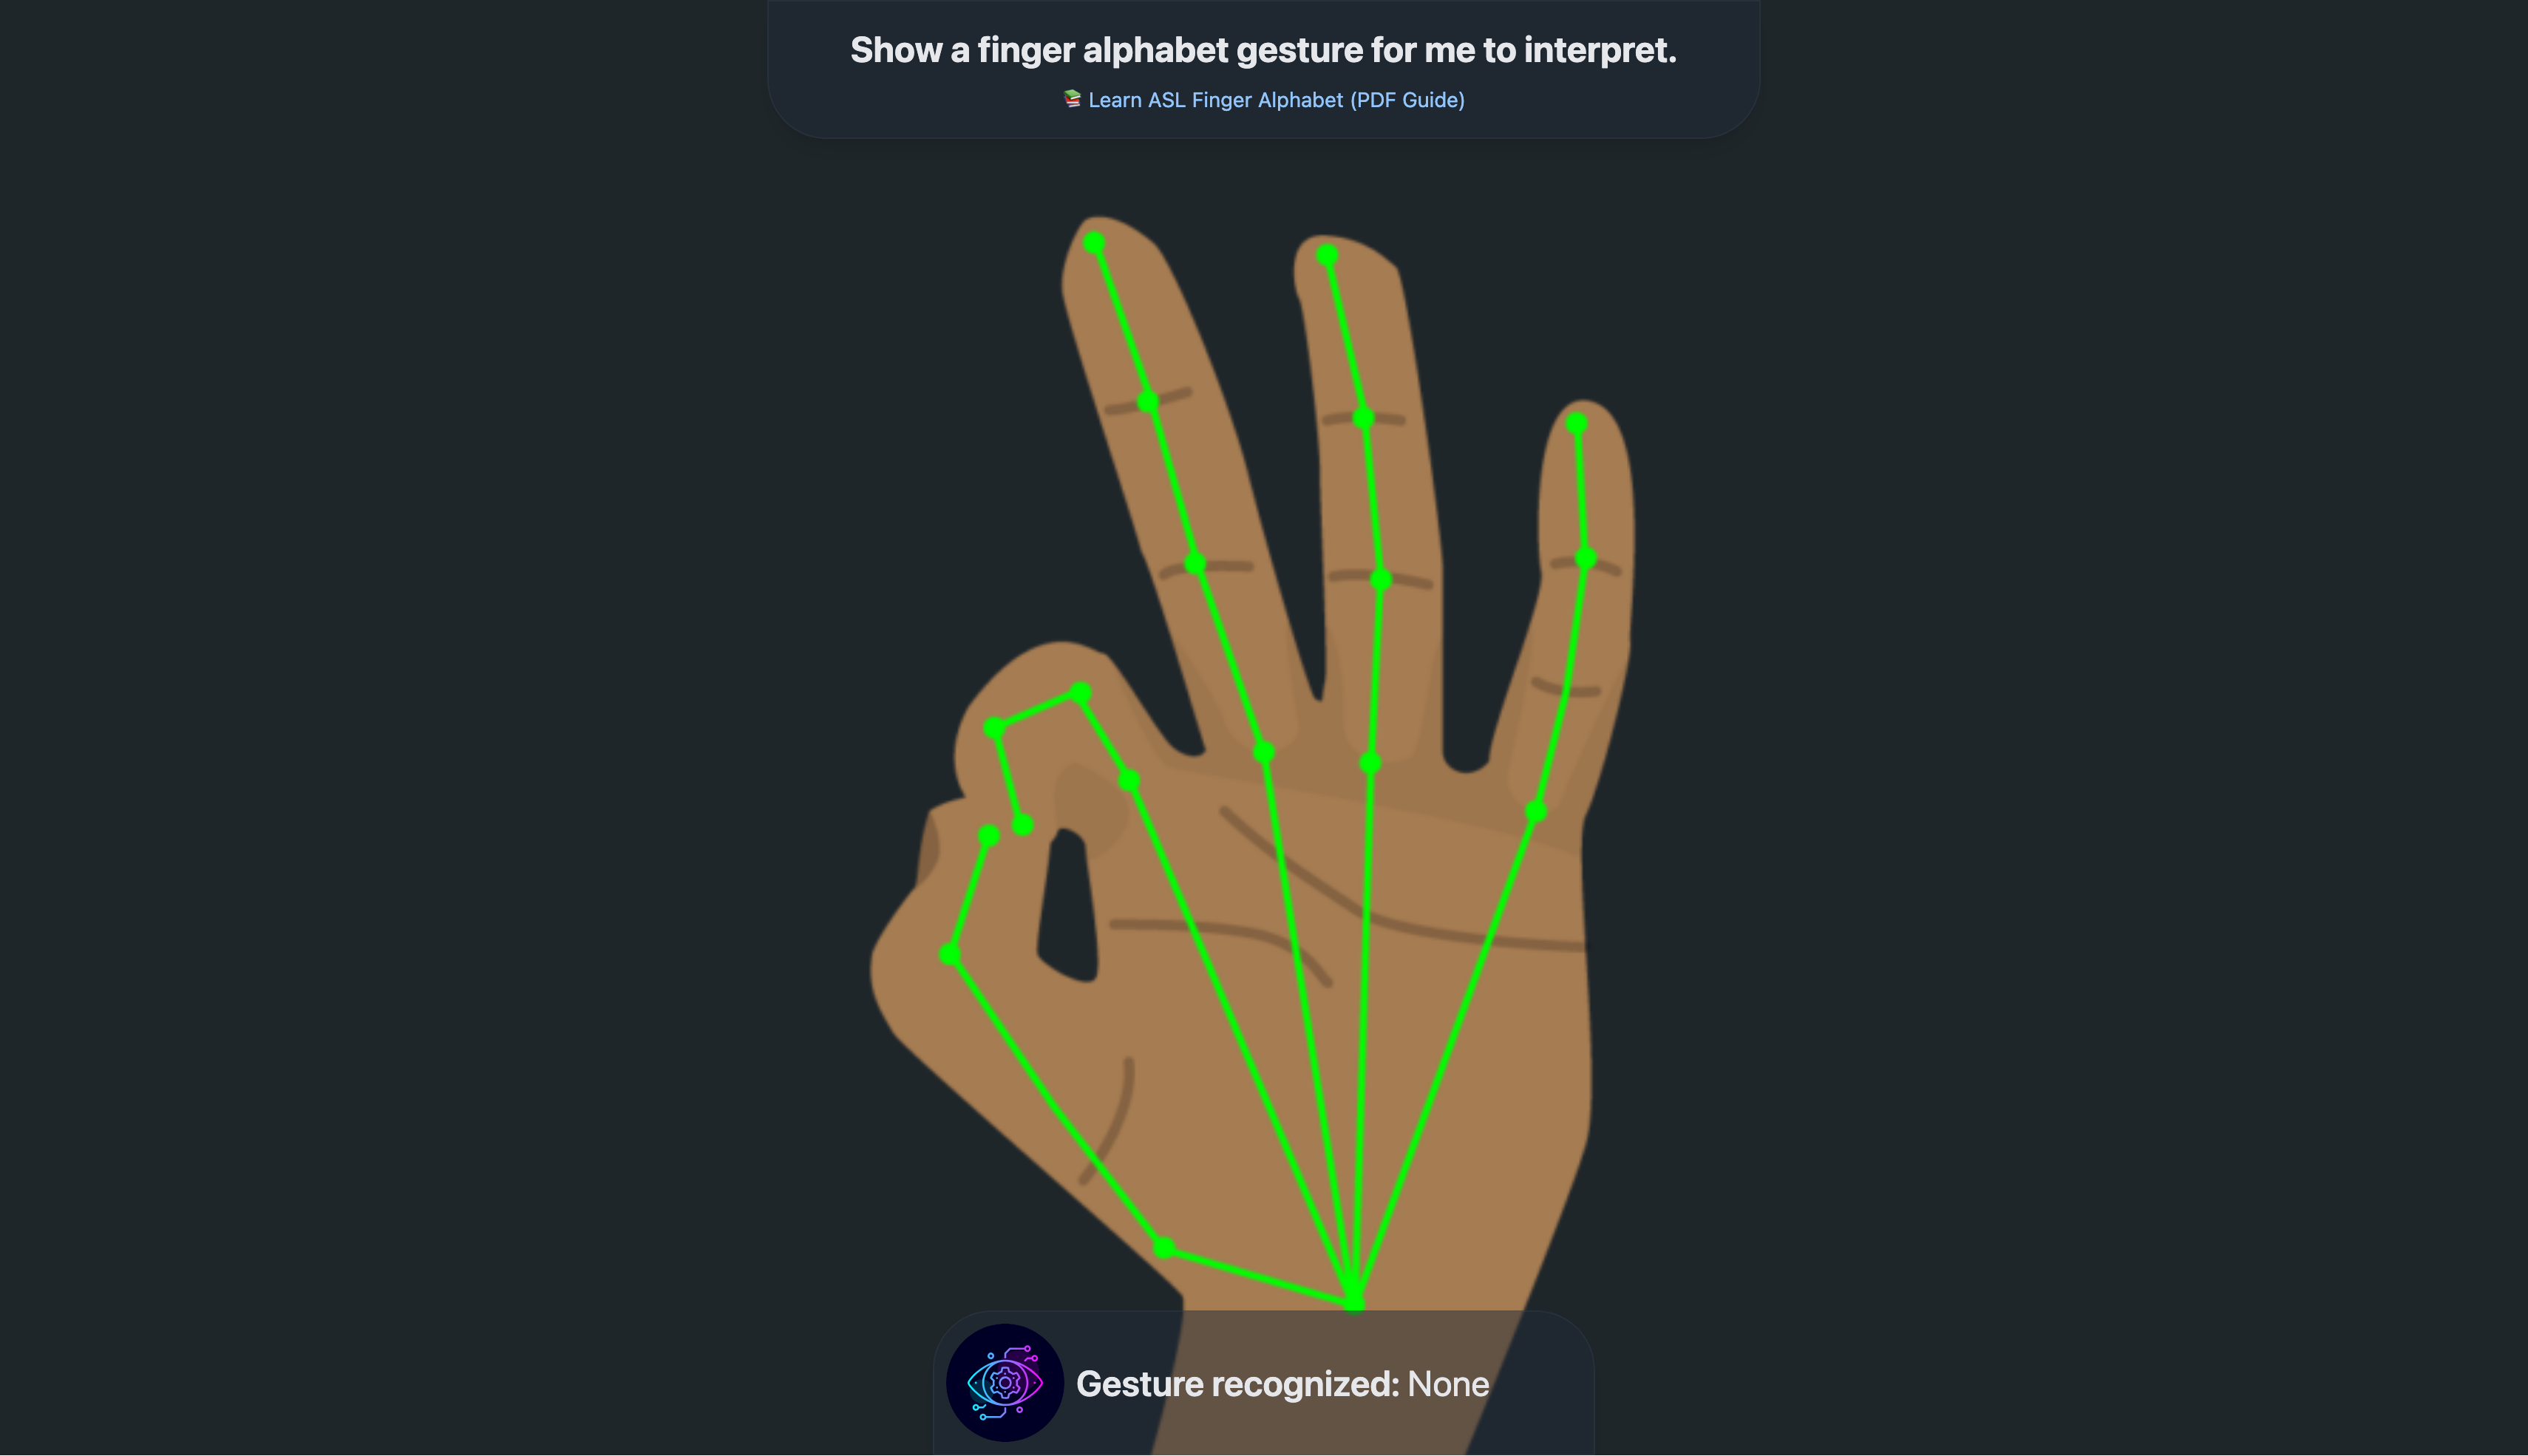 Show a finger alphabet gesture for me to interpret.
📚 Learn ASL Finger Alphabet (PDF Guide)
Gesture recognized: None